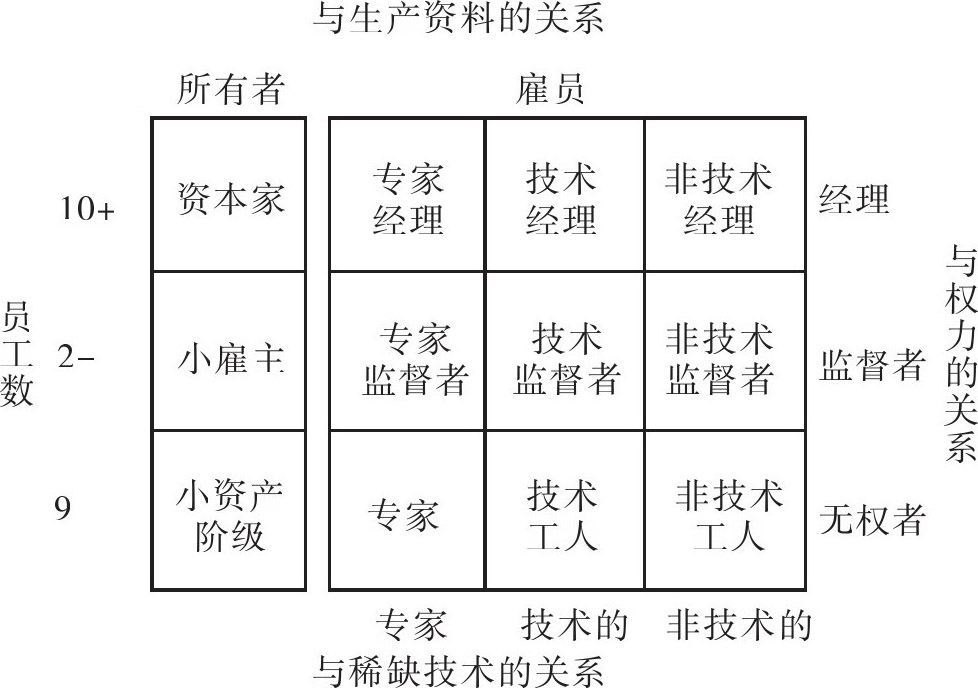 与生产资料的关系
所有者 雇员
10+ 资本家 专家 技术 非技术 经理
经理 经理 经理
员工数 2- 小雇主 专家 技术 非技术 监督者 与权力的关系
监督者 监督者 监督者
9 小资产 专家 技术 非技术 无权者
阶级 工人 工人
专家 技术的 非技术的
与稀缺技术的关系